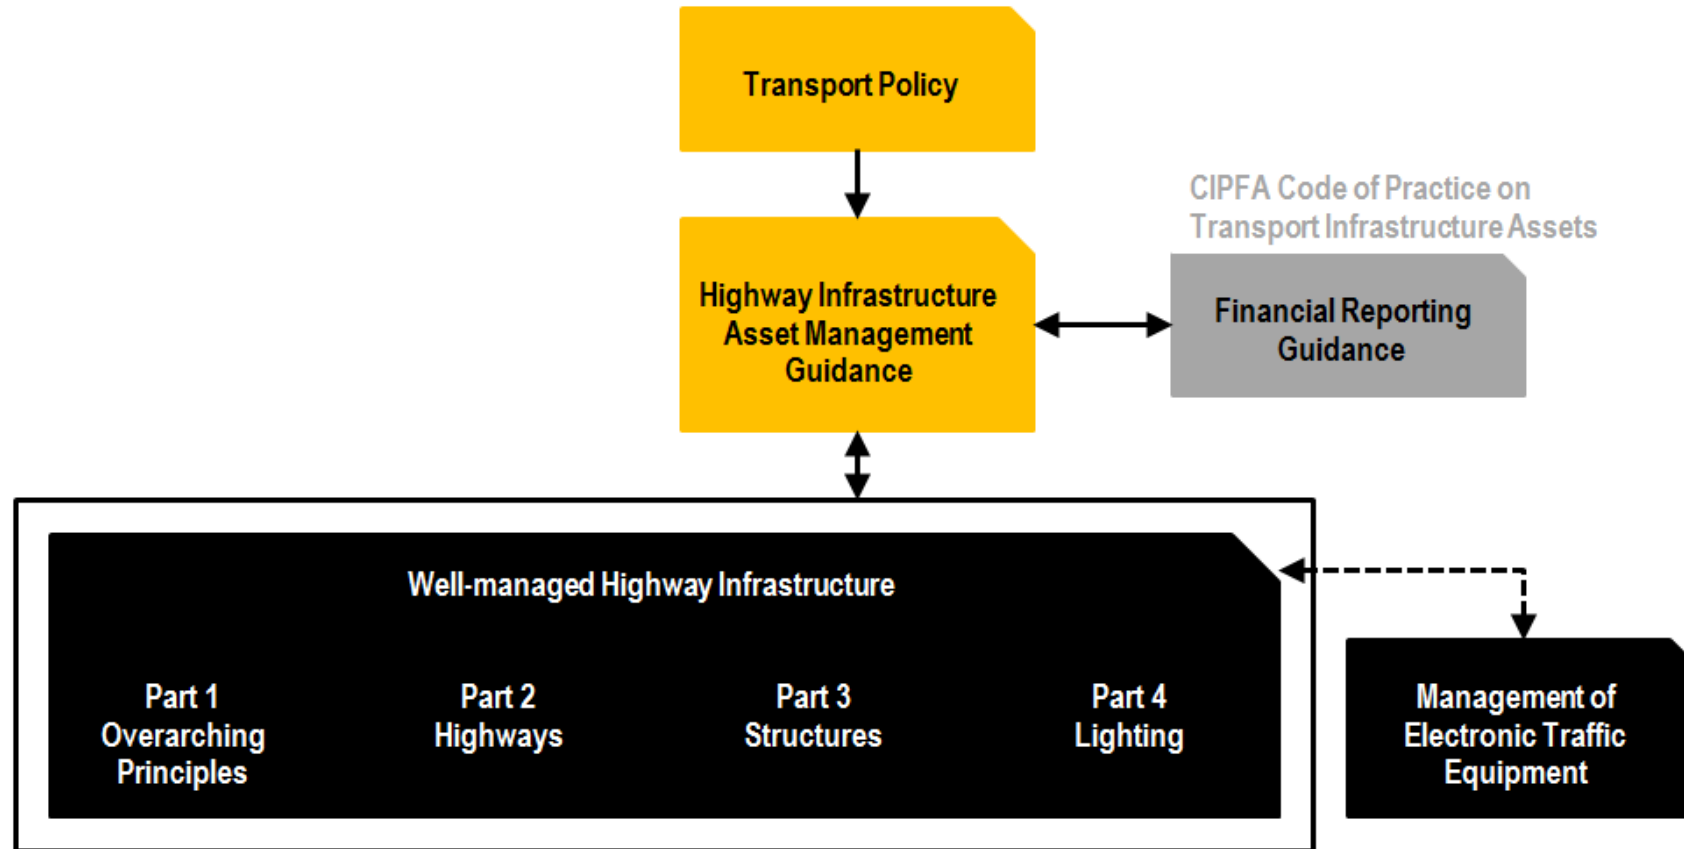 Transport Policy
CIPFA Code of Practice on
Transport Infrastructure Assets
Highway Infrastructure
Asset Management
Guidance
Financial Reporting
Guidance
Well-managed Highway Infrastructure
Part 1
Overarching
Principles
Part 2
Highways
Part 3
Structures
Part 4
Lighting
Management of
Electronic Traffic
Equipment